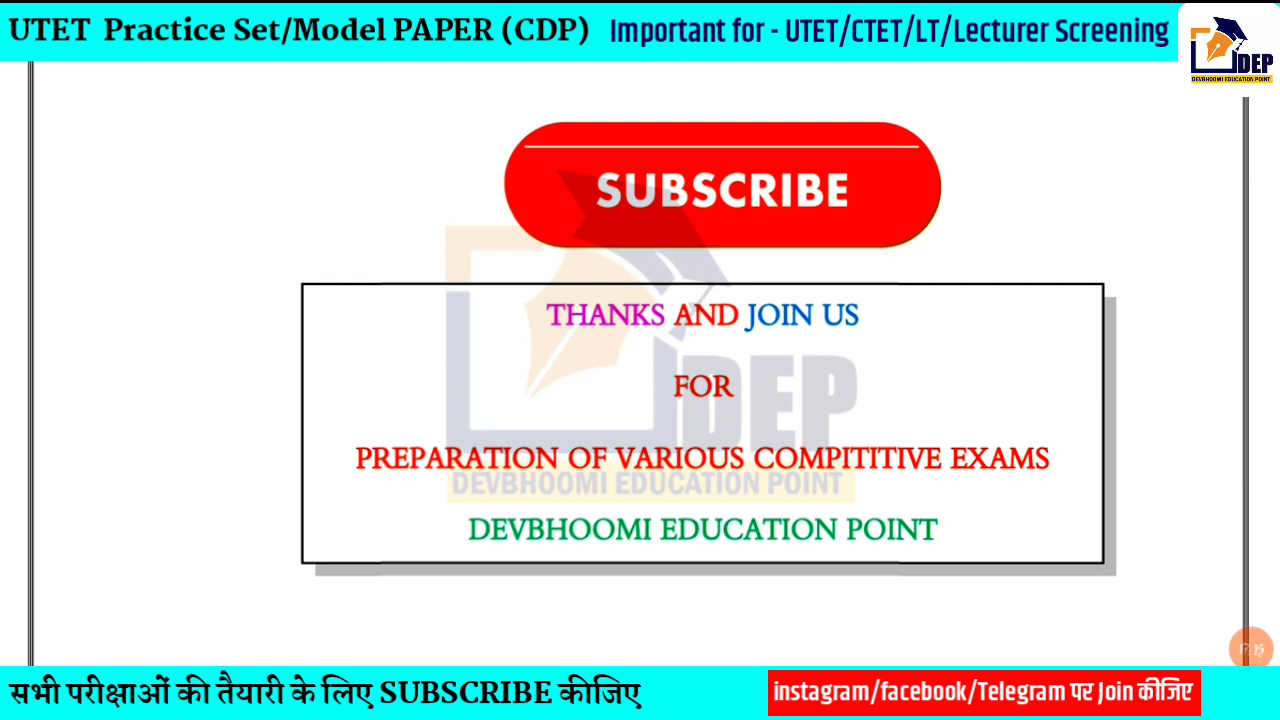 UTET Practice Set/Model PAPER (CDP) Important for - UTET/CTET/LT/Lecturer Screening
DEP
DEVBHOOMI EDUCATION POINT
SUBSCRIBE
THANKS AND JOIN US
FOR
DEP
PREPARATION OF VARIOUS COMPITITIVE EXAMS
DEVBHOOMI EDUCATION POINT
DEVBHOOMI EDUCATION POINT
सभी परीक्षाओं की तैयारी के लिए SUBSCRIBE कीजिए
instagram/facebook/Telegram पर Join कीजिए